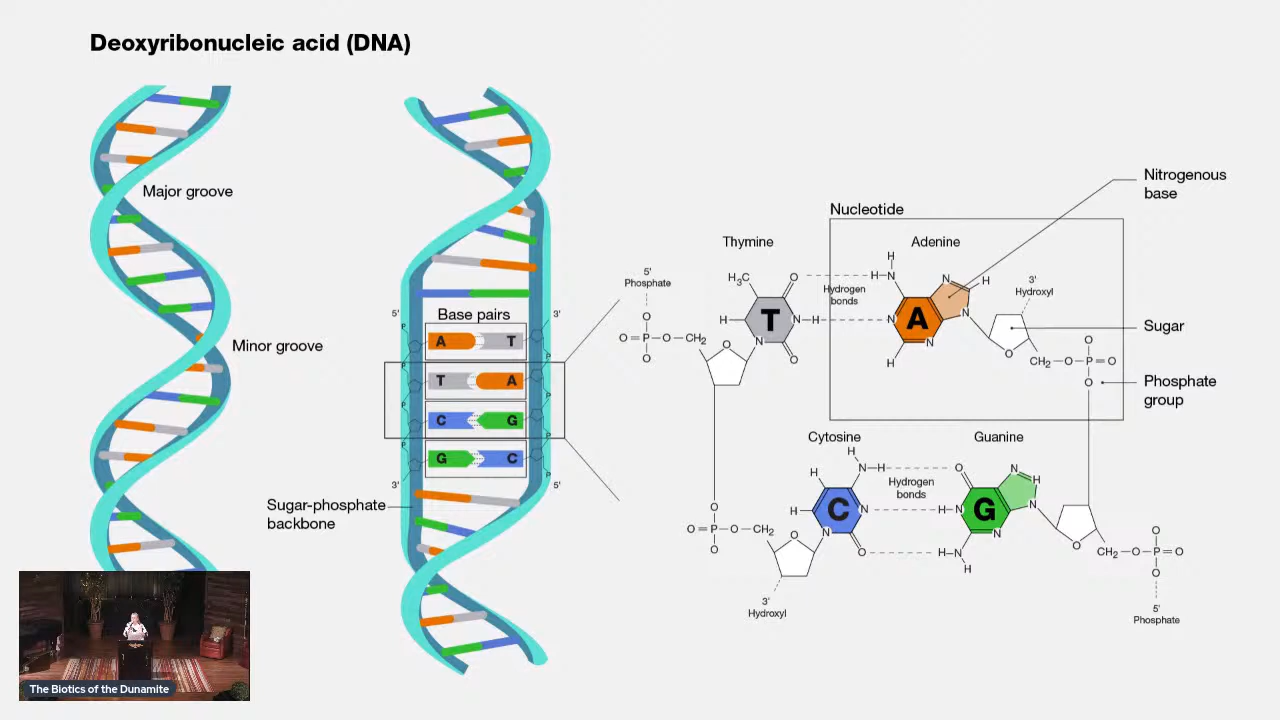 Deoxyribonucleic acid (DNA)
Major groove
Minor groove
Sugar-phosphate
backbone
5'
3'
Base pairs
A T
T A
C G
G C
3'
5'
P
P
P
P
P
P
P
P
Nitrogenous
base
Nucleotide
Thymine
Adenine
5'
Phosphate
H₃C
O
Hydrogen
bonds
H
H–N
N
H
3'
Hydroxyl
O
O=P–O–CH₂
O
H
T
N–H
N
A
N
N
Sugar
O
N
O
H
O
CH₂–O–P=O
O
O
Phosphate
group
Cytosine
Guanine
H
H
N–H
Hydrogen
bonds
O
N
H
H
C
N
H–N
G
N
N
O
O=P–O–CH₂
O
O
N
O
H–N
H
O
CH₂–O–P=O
O
O
3'
Hydroxyl
5'
Phosphate
The Biotics of the Dunamite